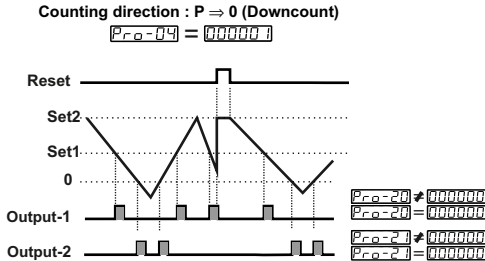 Counting direction : P ⇒ 0 (Downcount)
Pro-04 = 000001
Reset
Set2
Set1
0
Pro-20 ≠ 000000
Output-1
Pro-20 = 000000
Pro-21 ≠ 000000
Output-2
Pro-21 = 000000